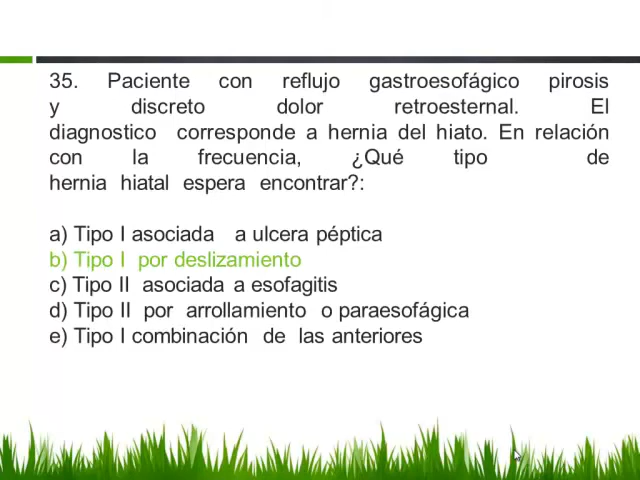 35. Paciente con reflujo gastroesofágico pirosis
y discreto dolor retroesternal. El
diagnostico corresponde a hernia del hiato. En relación
con la frecuencia, ¿Qué tipo de
hernia hiatal espera encontrar?:
a) Tipo I asociada a ulcera péptica
b) Tipo I por deslizamiento
c) Tipo II asociada a esofagitis
d) Tipo II por arrollamiento o paraesofágica
e) Tipo I combinación de las anteriores